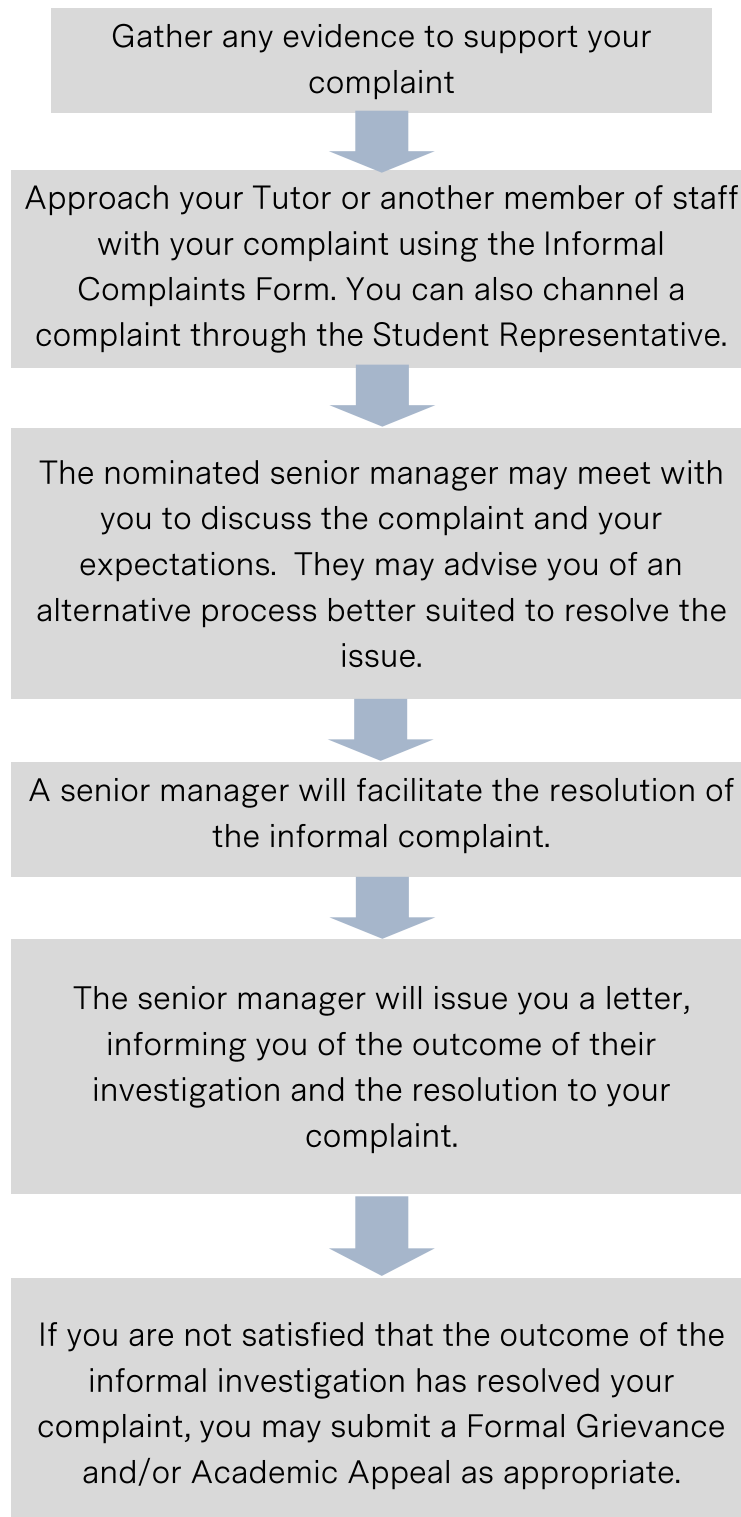 Gather any evidence to support your
complaint
Approach your Tutor or another member of staff
with your complaint using the Informal
Complaints Form. You can also channel a
complaint through the Student Representative.
The nominated senior manager may meet with
you to discuss the complaint and your
expectations.  They may advise you of an
alternative process better suited to resolve the
issue.
A senior manager will facilitate the resolution of
the informal complaint.
The senior manager will issue you a letter,
informing you of the outcome of their
investigation and the resolution to your
complaint.
If you are not satisfied that the outcome of the
informal investigation has resolved your
complaint, you may submit a Formal Grievance
and/or Academic Appeal as appropriate.